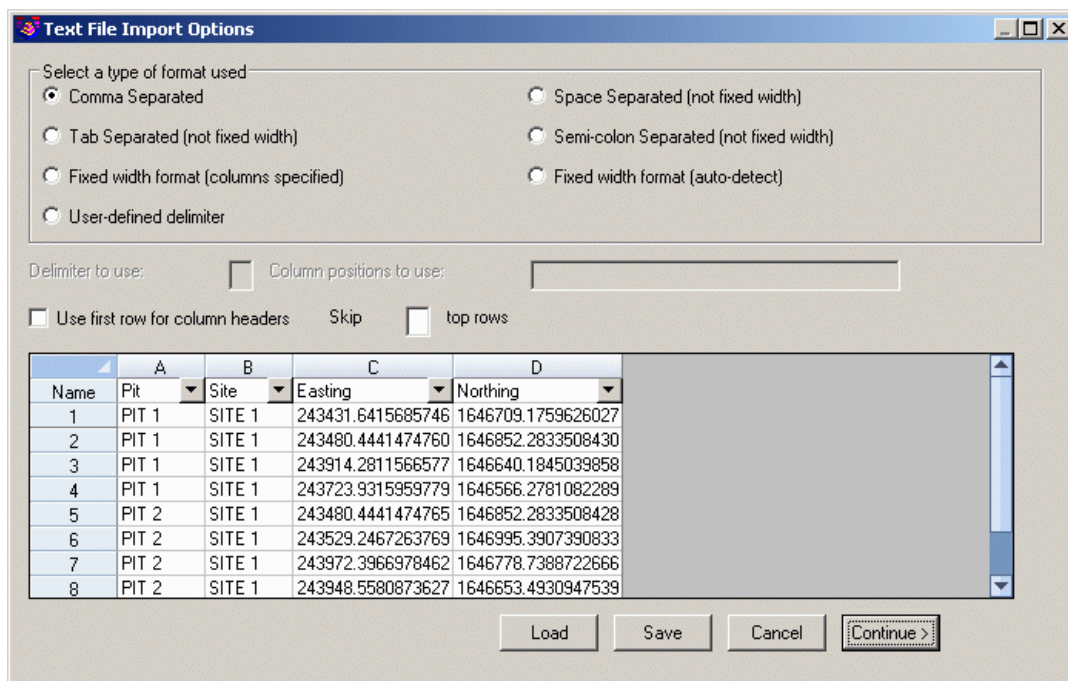 Text File Import Options
Select a type of format used
Comma Separated
Space Separated (not fixed width)
Tab Separated (not fixed width)
Semi-colon Separated (not fixed width)
Fixed width format (columns specified)
Fixed width format (auto-detect)
User-defined delimiter
Delimiter to use: Column positions to use:
Use first row for column headers Skip top rows
A B C D
Name Pit Site Easting Northing
1 PIT 1 SITE 1 243431.6415685746 1646709.1759626027
2 PIT 1 SITE 1 243480.4441474760 1646852.2833508430
3 PIT 1 SITE 1 243914.2811566577 1646640.1845039858
4 PIT 1 SITE 1 243723.9315959779 1646566.2781082289
5 PIT 2 SITE 1 243480.4441474765 1646852.2833508428
6 PIT 2 SITE 1 243529.2467263769 1646995.3907390833
7 PIT 2 SITE 1 243972.3966978462 1646778.7388722666
8 PIT 2 SITE 1 243948.5580873627 1646653.4930947539
Load Save Cancel Continue >